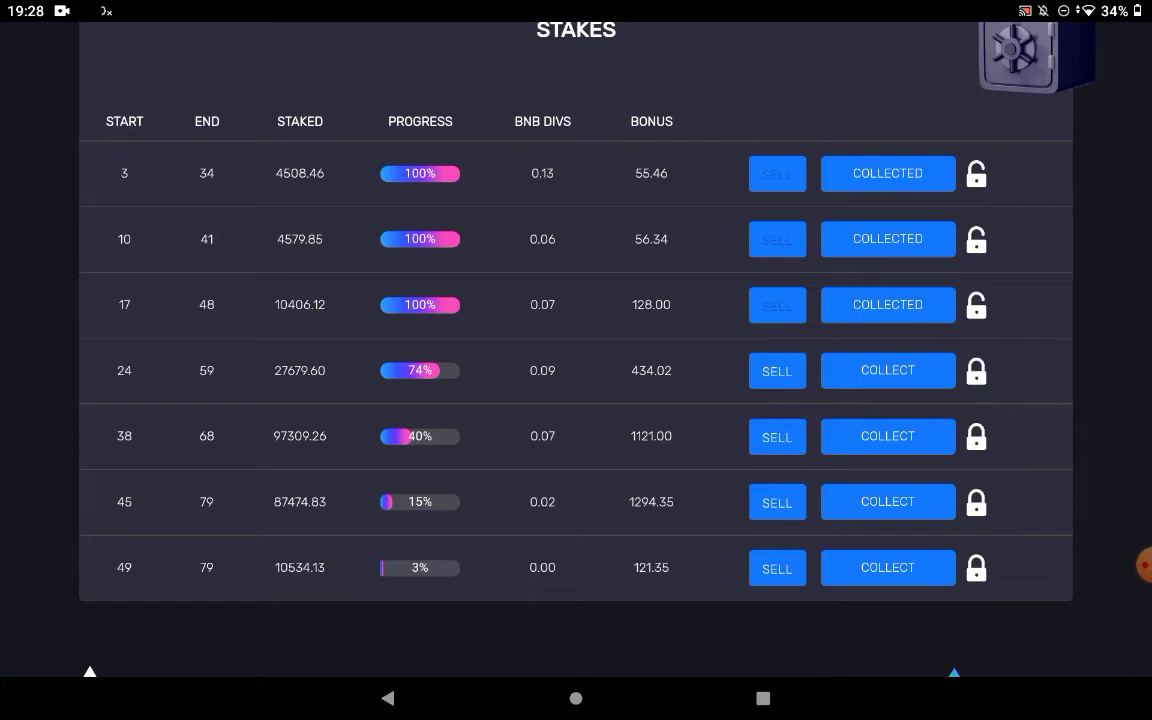 19:28 34%
STAKES
START END STAKED PROGRESS BNB DIVS BONUS
3 34 4508.46 100% 0.13 55.46 SELL COLLECTED
10 41 4579.85 100% 0.06 56.34 SELL COLLECTED
17 48 10406.12 100% 0.07 128.00 SELL COLLECTED
24 59 27679.60 74% 0.09 434.02 SELL COLLECT
38 68 97309.26 40% 0.07 1121.00 SELL COLLECT
45 79 87474.83 15% 0.02 1294.35 SELL COLLECT
49 79 10534.13 3% 0.00 121.35 SELL COLLECT